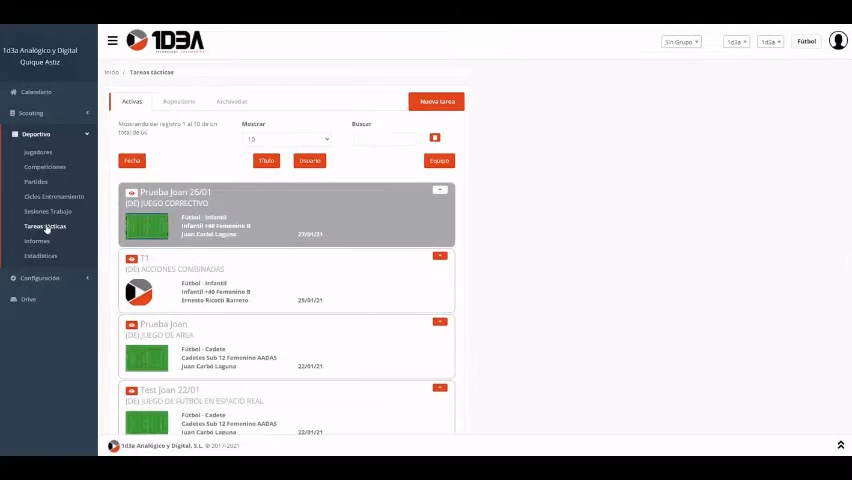 1d3a Analógico y Digital
Quique Astiz
Calendario
Scouting
Deportivo
Jugadores
Competiciones
Partidos
Ciclos Entrenamiento
Sesiones Trabajo
Tareas tácticas
Informes
Estadísticas
Configuración
Drive
1D3A
Sin Grupo
1d3a
1d3a
Fútbol
Inicio / Tareas tácticas
Activas
Repositorio
Archivadas
Nueva tarea
Mostrando del registro 1 al 10 de un
total de 66
Mostrar
10
Buscar
Fecha
Título
Usuario
Equipo
Prueba Joan 26/01
(DE) JUEGO CORRECTIVO
Fútbol - Infantil
Infantil +40 Femenino B
Juan Carbó Laguna
27/01/21
T1
(DE) ACCIONES COMBINADAS
Fútbol - Infantil
Infantil +40 Femenino B
Ernesto Ricotti Barreto
25/01/21
Prueba Joan
(DE) JUEGO DE AREA
Fútbol - Cadete
Cadetes Sub 12 Femenino AADAS
Juan Carbó Laguna
22/01/21
Test Joan 22/01
(DE) JUEGO DE FUTBOL EN ESPACIO REAL
Fútbol - Cadete
Cadetes Sub 12 Femenino AADAS
Juan Carbó Laguna
22/01/21
1d3a Analógico y Digital, S.L. © 2017-2021